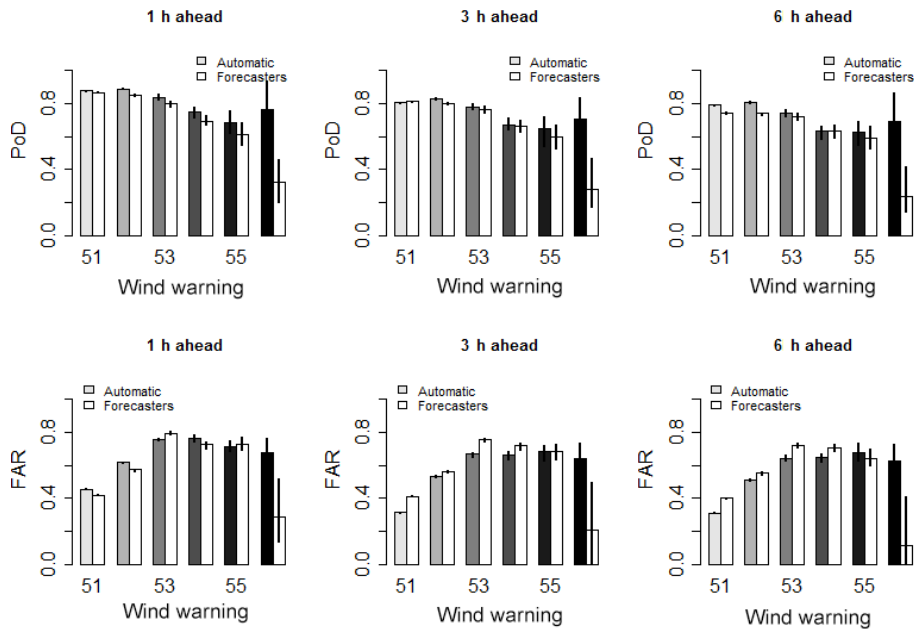 1 h ahead
3 h ahead
6 h ahead
Automatic
Forecasters
Automatic
Forecasters
Automatic
Forecasters
PoD
0.0 0.4 0.8
PoD
0.0 0.4 0.8
PoD
0.0 0.4 0.8
51 53 55
51 53 55
51 53 55
Wind warning
Wind warning
Wind warning
1 h ahead
3 h ahead
6 h ahead
Automatic
Forecasters
Automatic
Forecasters
Automatic
Forecasters
FAR
0.0 0.4 0.8
FAR
0.0 0.4 0.8
FAR
0.0 0.4 0.8
51 53 55
51 53 55
51 53 55
Wind warning
Wind warning
Wind warning